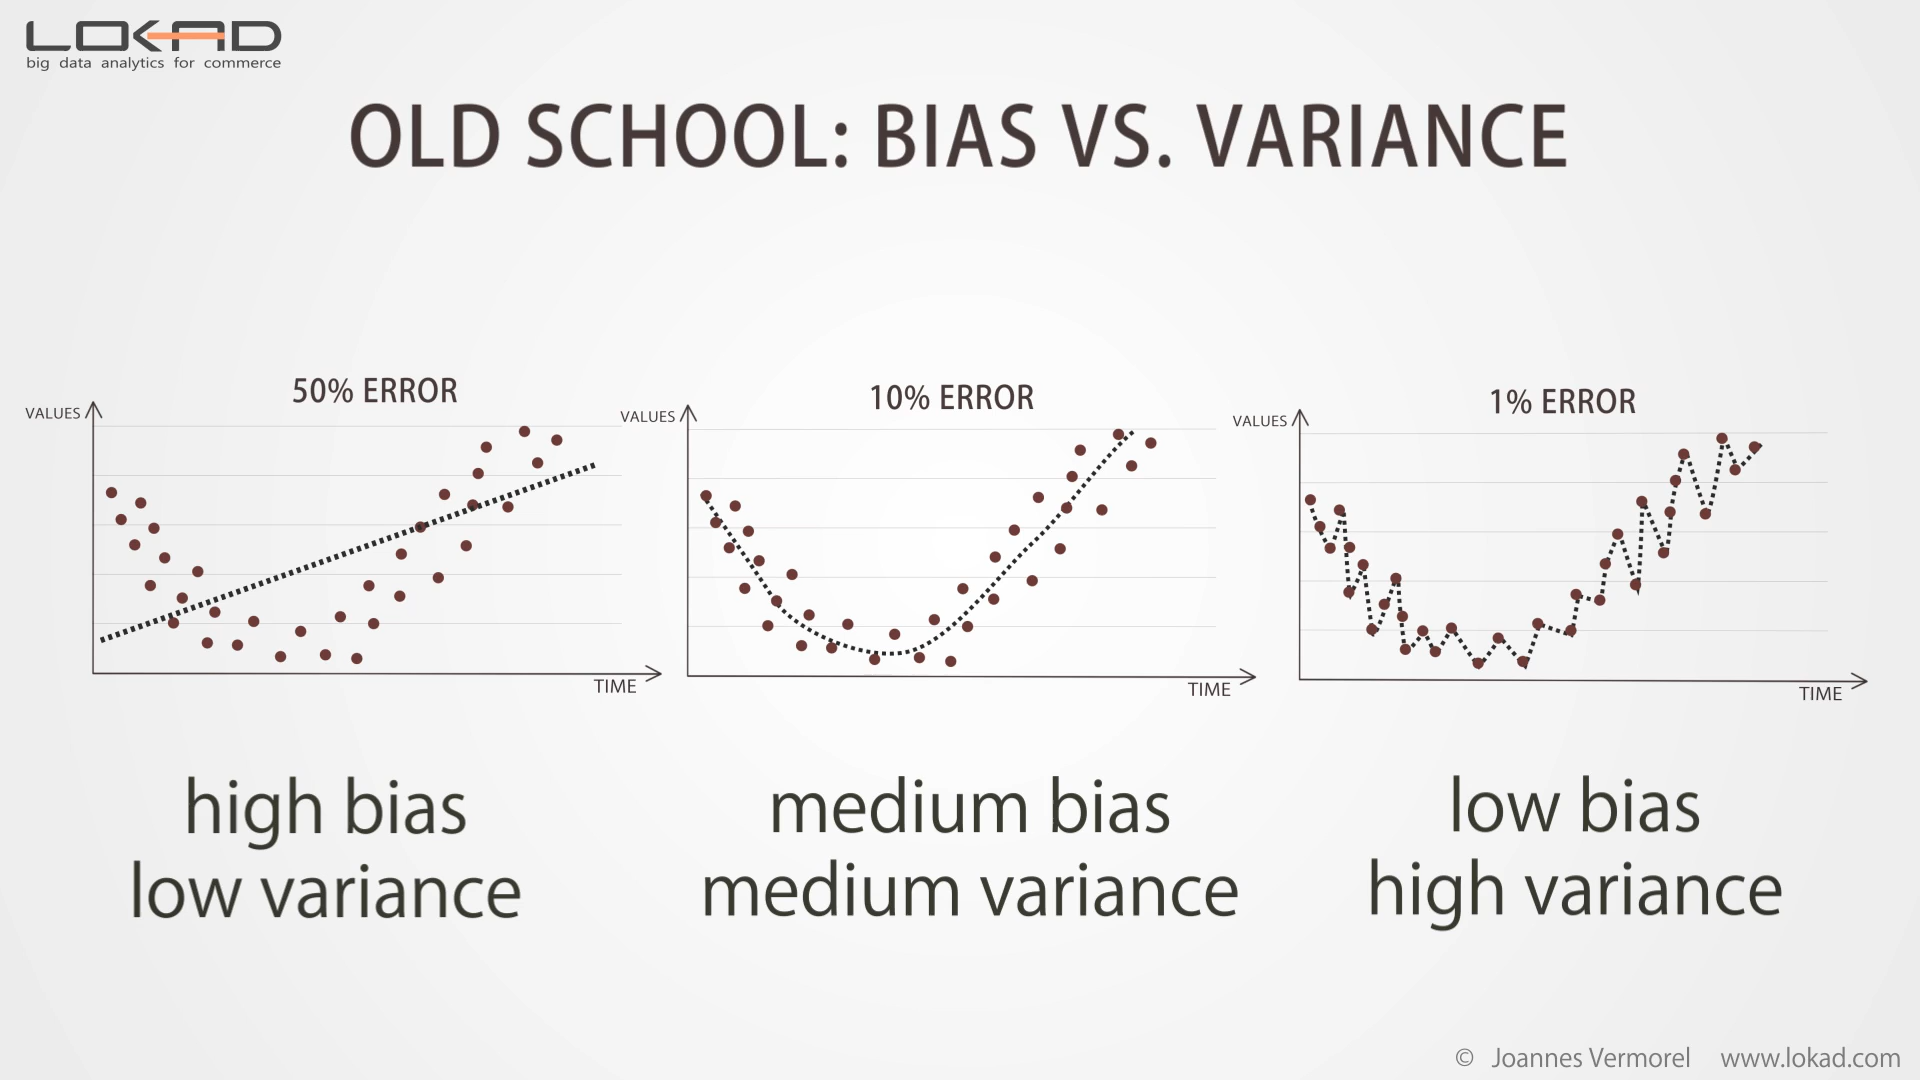 LOKAD
big data analytics for commerce
OLD SCHOOL: BIAS VS. VARIANCE
50% ERROR
VALUES
TIME
high bias
low variance
10% ERROR
VALUES
TIME
medium bias
medium variance
1% ERROR
VALUES
TIME
low bias
high variance
© Joannes Vermorel www.lokad.com